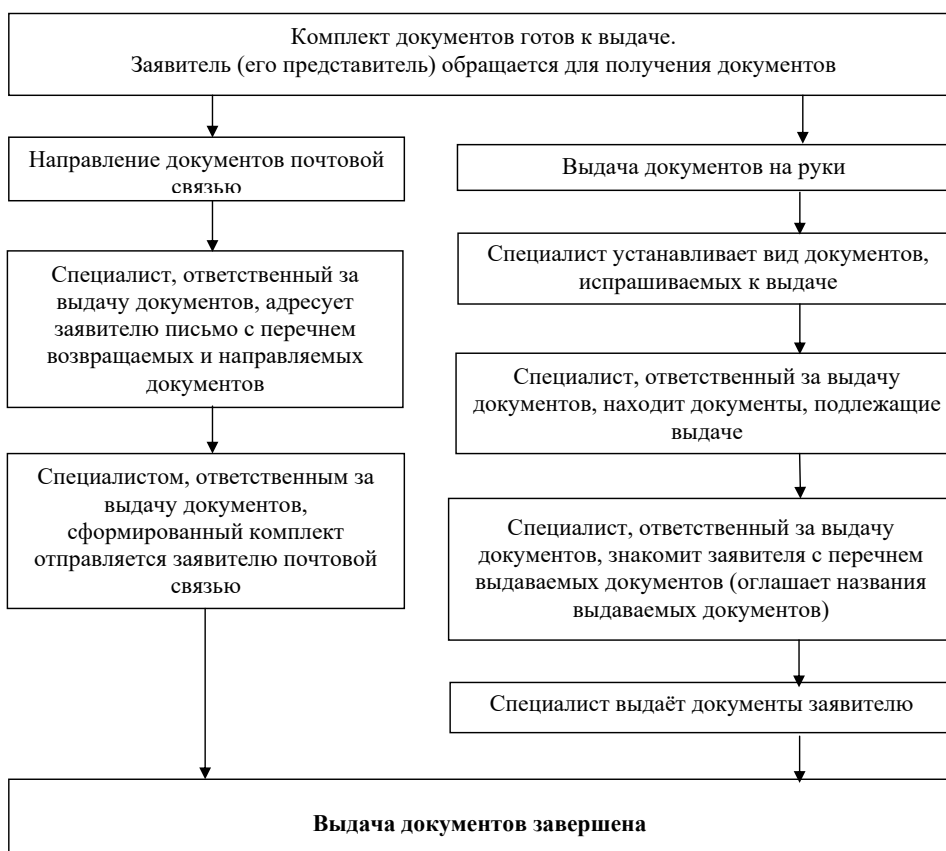 Комплект документов готов к выдаче.
Заявитель (его представитель) обращается для получения документов
Направление документов почтовой
связью
Специалист, ответственный за
выдачу документов, адресует
заявителю письмо с перечнем
возвращаемых и направляемых
документов
Специалистом, ответственным за
выдачу документов,
сформированный комплект
отправляется заявителю почтовой
связью
Выдача документов на руки
Специалист устанавливает вид документов,
испрашиваемых к выдаче
Специалист, ответственный за выдачу
документов, находит документы, подлежащие
выдаче
Специалист, ответственный за выдачу
документов, знакомит заявителя с перечнем
выдаваемых документов (оглашает названия
выдаваемых документов)
Специалист выдаёт документы заявителю
Выдача документов завершена